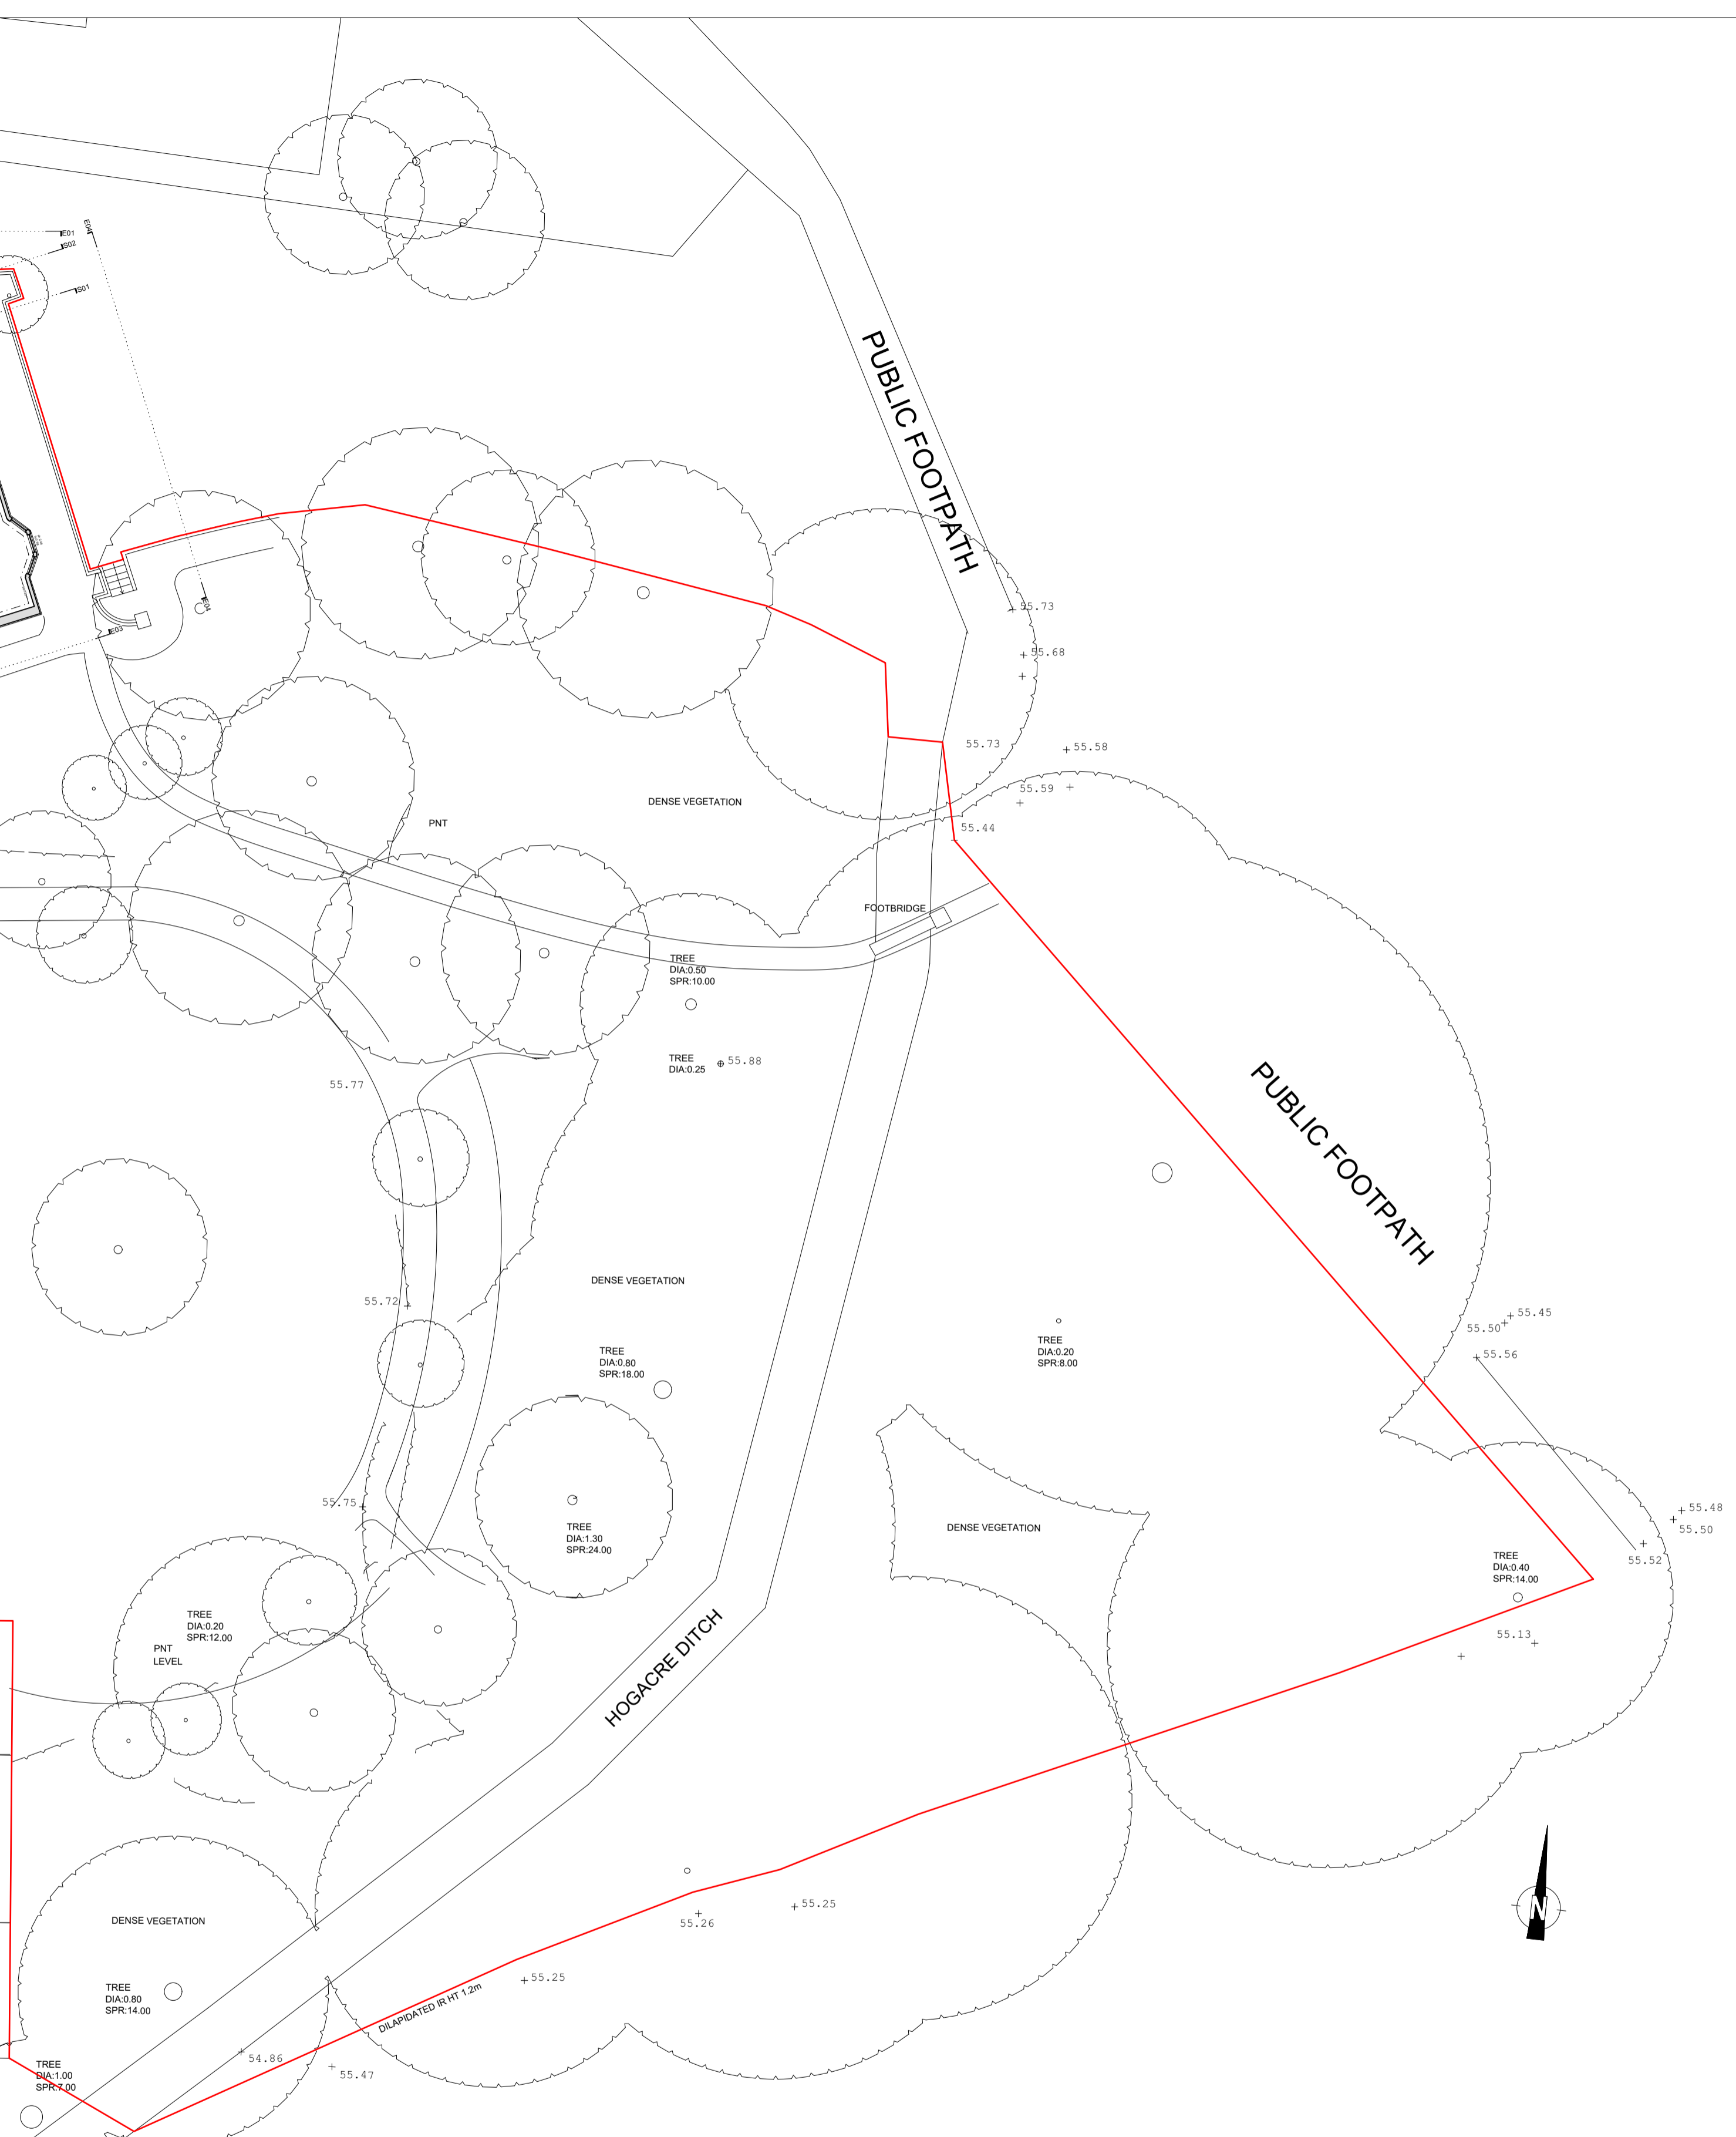 E01
E04
S02
S01
PUBLIC FOOTPATH
E04
E03
55.73
55.68
55.73
55.58
55.59
55.44
DENSE VEGETATION
PNT
FOOTBRIDGE
TREE
DIA:0.50
SPR:10.00
TREE
DIA:0.25
55.88
55.77
PUBLIC FOOTPATH
DENSE VEGETATION
55.72
55.45
55.50
55.56
TREE
DIA:0.20
SPR:8.00
TREE
DIA:0.80
SPR:18.00
55.75
TREE
DIA:1.30
SPR:24.00
DENSE VEGETATION
55.48
55.50
55.52
TREE
DIA:0.40
SPR:14.00
55.13
TREE
DIA:0.20
SPR:12.00
PNT
LEVEL
HOGACRE DITCH
N
DENSE VEGETATION
55.25
55.26
55.25
TREE
DIA:0.80
SPR:14.00
DILAPIDATED IR HT 1.2m
54.86
55.47
TREE
DIA:1.00
SPR:7.00